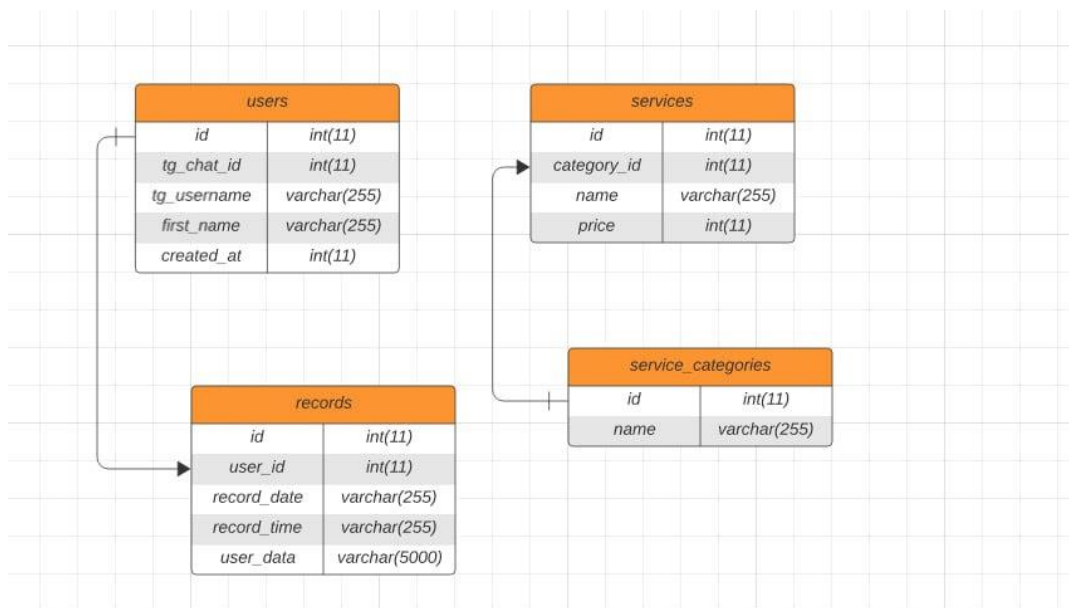 users
id int(11)
tg_chat_id int(11)
tg_username varchar(255)
first_name varchar(255)
created_at int(11)
services
id int(11)
category_id int(11)
name varchar(255)
price int(11)
records
id int(11)
user_id int(11)
record_date varchar(255)
record_time varchar(255)
user_data varchar(5000)
service_categories
id int(11)
name varchar(255)